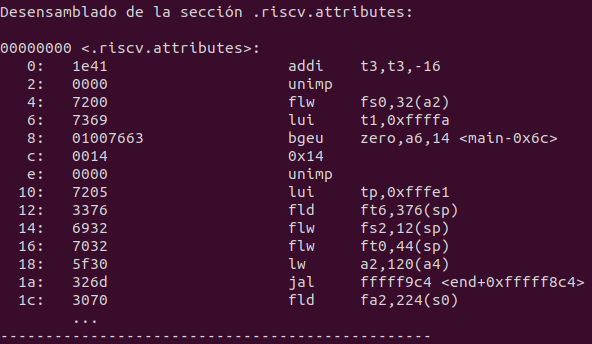 Desensamblado de la sección .riscv.attributes:
00000000 <.riscv.attributes>:
0: 1e41 addi t3,t3,-16
2: 0000 unimp
4: 7200 flw fs0,32(a2)
6: 7369 lui t1,0xffffa
8: 01007663 bgeu zero,a6,14 <main-0x6c>
c: 0014 0x14
e: 0000 unimp
10: 7205 lui tp,0xfffe1
12: 3376 fld ft6,376(sp)
14: 6932 flw fs2,12(sp)
16: 7032 flw ft0,44(sp)
18: 5f30 lw a2,120(a4)
1a: 326d jal fffff9c4 <end+0xfffff8c4>
1c: 3070 fld fa2,224(s0)
...
------------------------------------------------